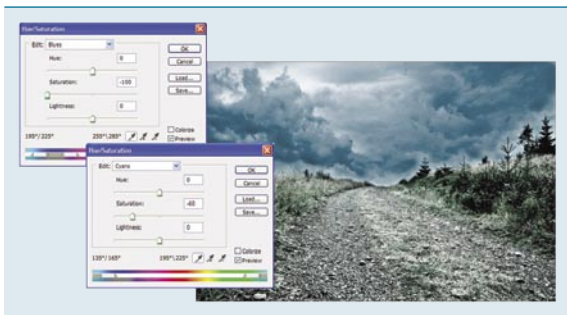 Hue/Saturation
Edit: Blues
OK
Hue: 0
Cancel
Saturation: -100
Load...
Save...
Lightness: 0
Colorize
195°/225° 255°\285° Preview
Hue/Saturation
Edit: Cyans
OK
Hue: 0
Cancel
Saturation: -60
Load...
Save...
Lightness: 0
Colorize
135°/165° 195°\225° Preview